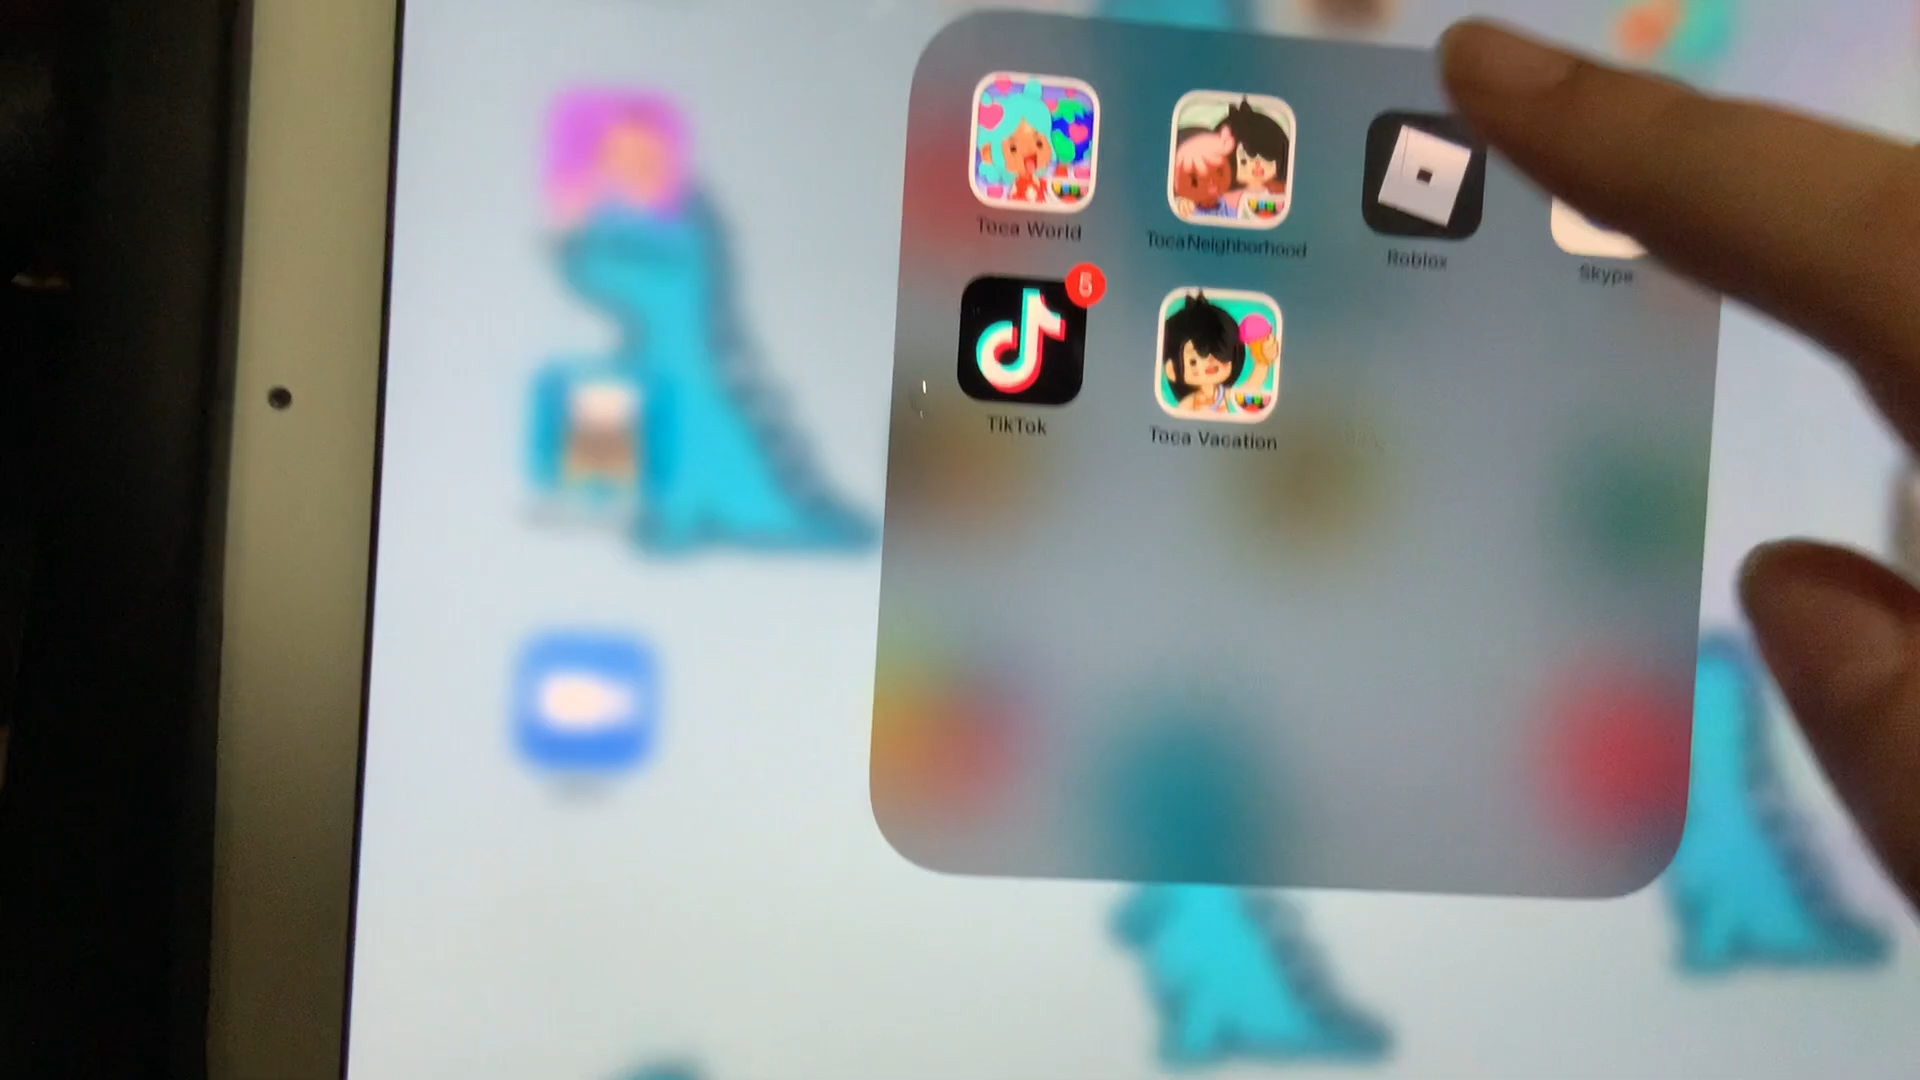 Toca World
Toca Neighborhood
Roblox
Skype
5
TikTok
Toca Vacation